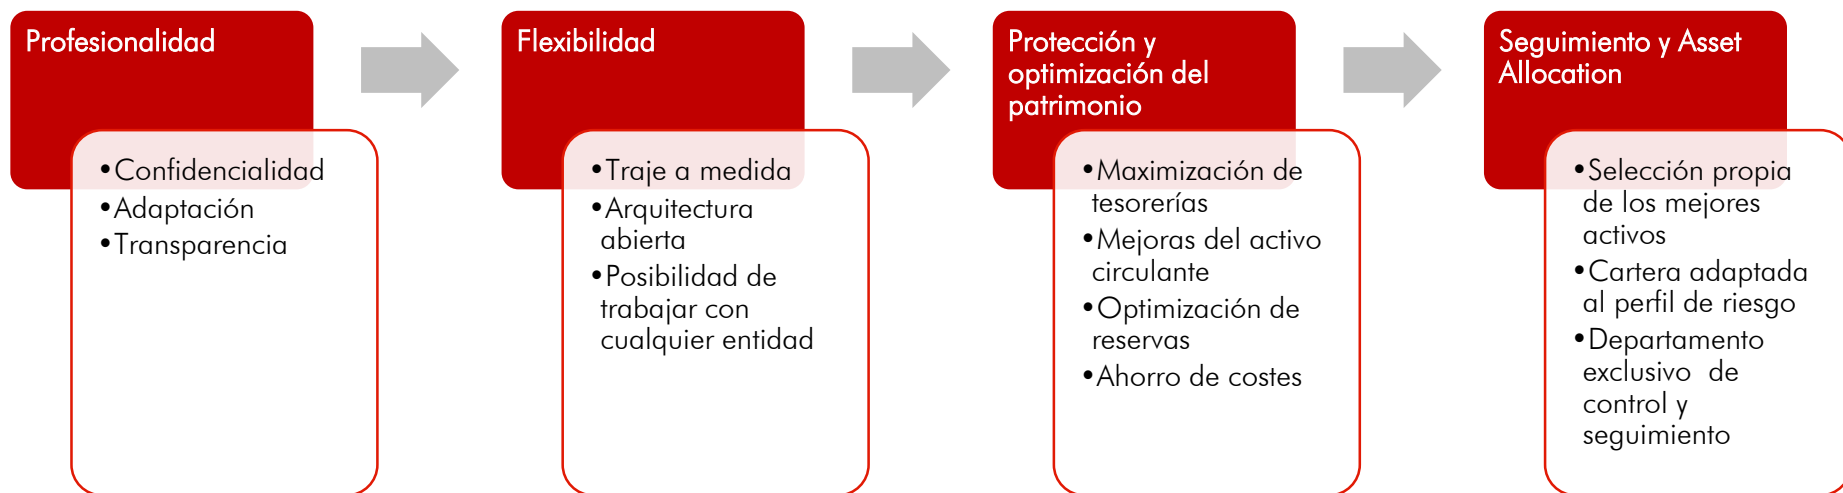 Profesionalidad
•Confidencialidad
•Adaptación
•Transparencia
Flexibilidad
•Traje a medida
•Arquitectura
abierta
•Posibilidad de
trabajar con
cualquier entidad
Protección y
optimización del
patrimonio
•Maximización de
tesorerías
•Mejoras del activo
circulante
•Optimización de
reservas
•Ahorro de costes
Seguimiento y Asset
Allocation
•Selección propia
de los mejores
activos
•Cartera adaptada
al perfil de riesgo
•Departamento
exclusivo  de
control y
seguimiento